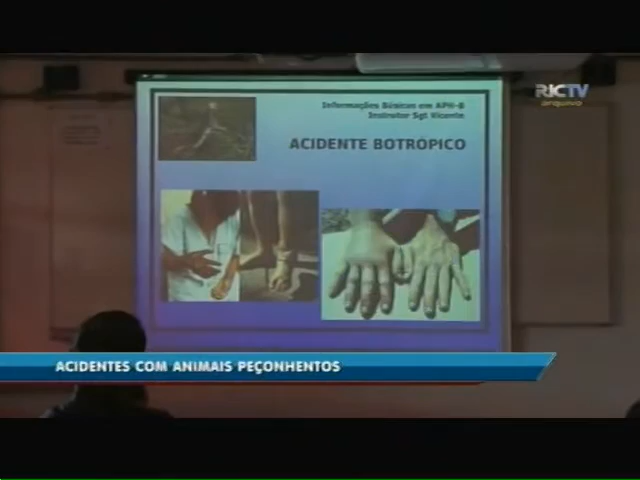 RICTV
arquivo
Informações Básicas em APH-B
Instrutor Sgt Vicente
ACIDENTE BOTRÓPICO
ACIDENTES COM ANIMAIS PEÇONHENTOS